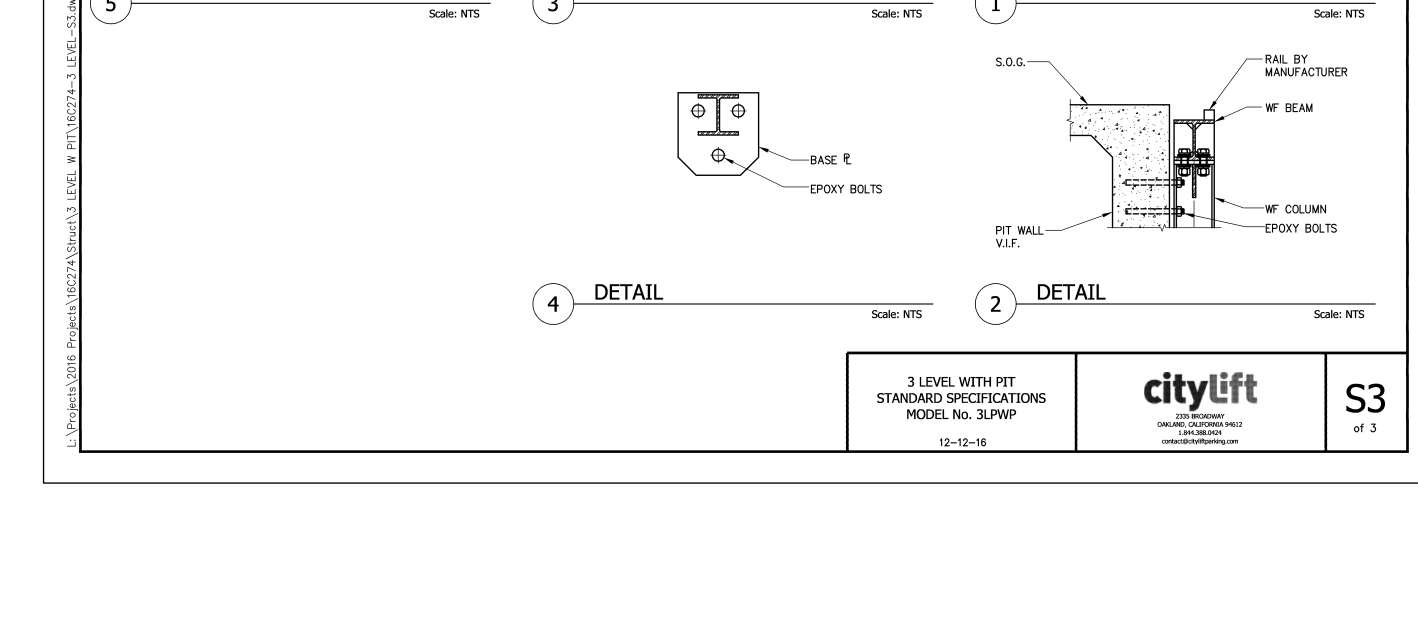 5
Scale: NTS
3
Scale: NTS
1
Scale: NTS
L:\Projects\2016 Projects\16C274\Struct\3 LEVEL W PIT\16C274-3 LEVEL-S3.dw
BASE PL
EPOXY BOLTS
4
DETAIL
Scale: NTS
S.O.G.
RAIL BY
MANUFACTURER
WF BEAM
WF COLUMN
EPOXY BOLTS
PIT WALL
V.I.F.
2
DETAIL
Scale: NTS
3 LEVEL WITH PIT
STANDARD SPECIFICATIONS
MODEL No. 3LPWP
12-12-16
citylift
2335 BROADWAY
OAKLAND, CALIFORNIA 94612
1.844.388.0424
contact@cityliftparking.com
S3
of 3